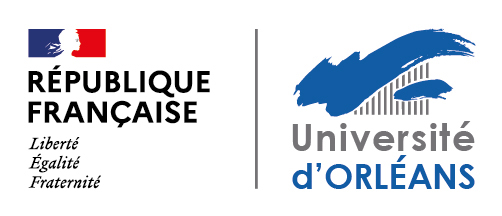 RÉPUBLIQUE
FRANÇAISE
Liberté
Égalité
Fraternité
Université
d'ORLÉANS